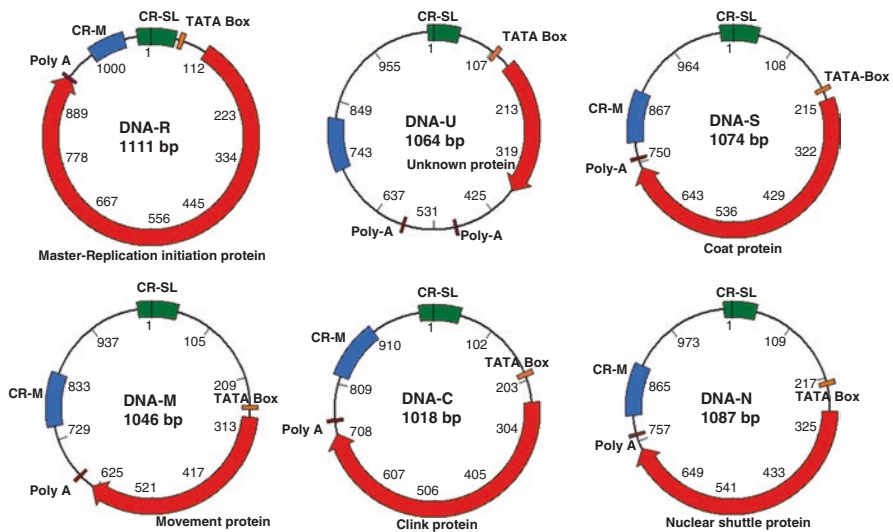 CR-SL
TATA Box
CR-M
Poly A
1
1000
112
889
223
DNA-R
1111 bp
778
334
667
445
556
Master-Replication initiation protein
CR-SL
TATA Box
1
107
955
849
213
DNA-U
1064 bp
743
319
Unknown protein
637
425
531
Poly-A
Poly-A
CR-SL
1
964
108
TATA-Box
CR-M
867
215
DNA-S
1074 bp
750
322
Poly-A
643
429
536
Coat protein
CR-SL
1
937
105
CR-M
833
209
TATA Box
DNA-M
1046 bp
729
313
625
417
521
Poly A
Movement protein
CR-SL
1
CR-M
910
102
TATA Box
809
203
DNA-C
1018 bp
Poly A
708
304
607
405
506
Clink protein
CR-SL
1
973
109
CR-M
865
217
TATA Box
DNA-N
1087 bp
757
325
Poly A
649
433
541
Nuclear shuttle protein